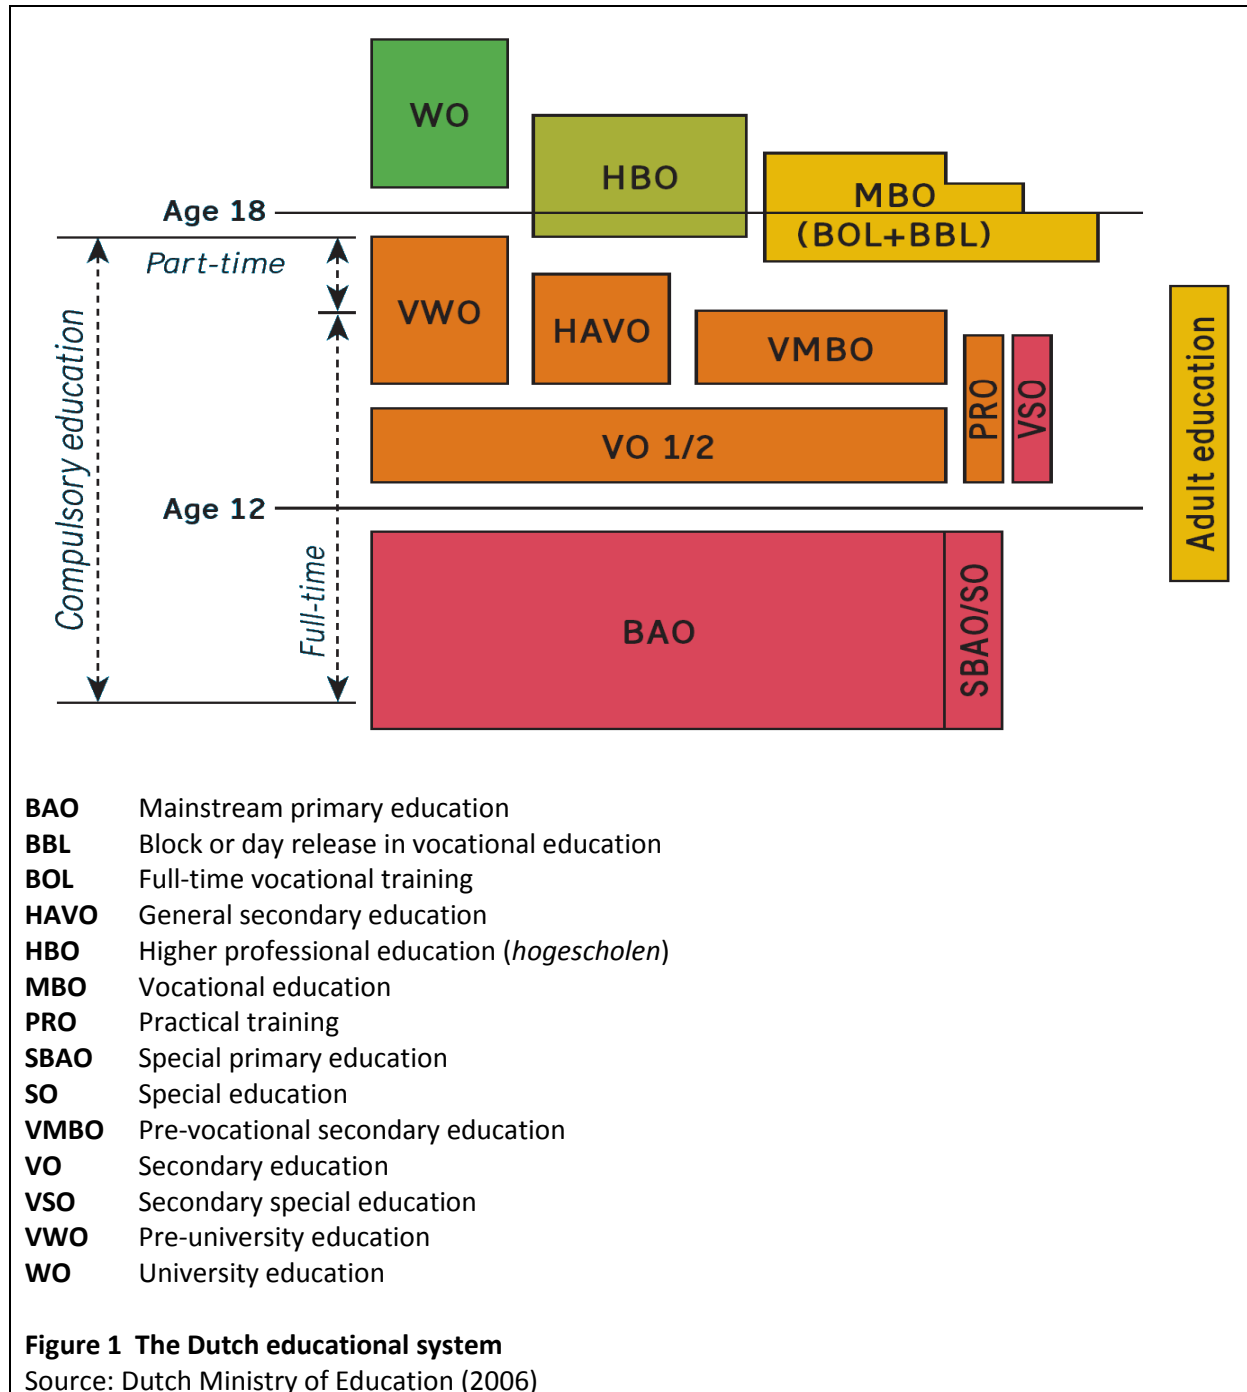 WO
HBO
MBO
Age 18
(BOL+BBL)
Part-time
VWO
HAVO
VMBO
PRO
VSO
Adult education
Compulsory education
VO 1/2
Age 12
Full-time
BAO
SBAO/SO
BAO Mainstream primary education
BBL Block or day release in vocational education
BOL Full-time vocational training
HAVO General secondary education
HBO Higher professional education (hogescholen)
MBO Vocational education
PRO Practical training
SBAO Special primary education
SO Special education
VMBO Pre-vocational secondary education
VO Secondary education
VSO Secondary special education
VWO Pre-university education
WO University education
Figure 1 The Dutch educational system
Source: Dutch Ministry of Education (2006)